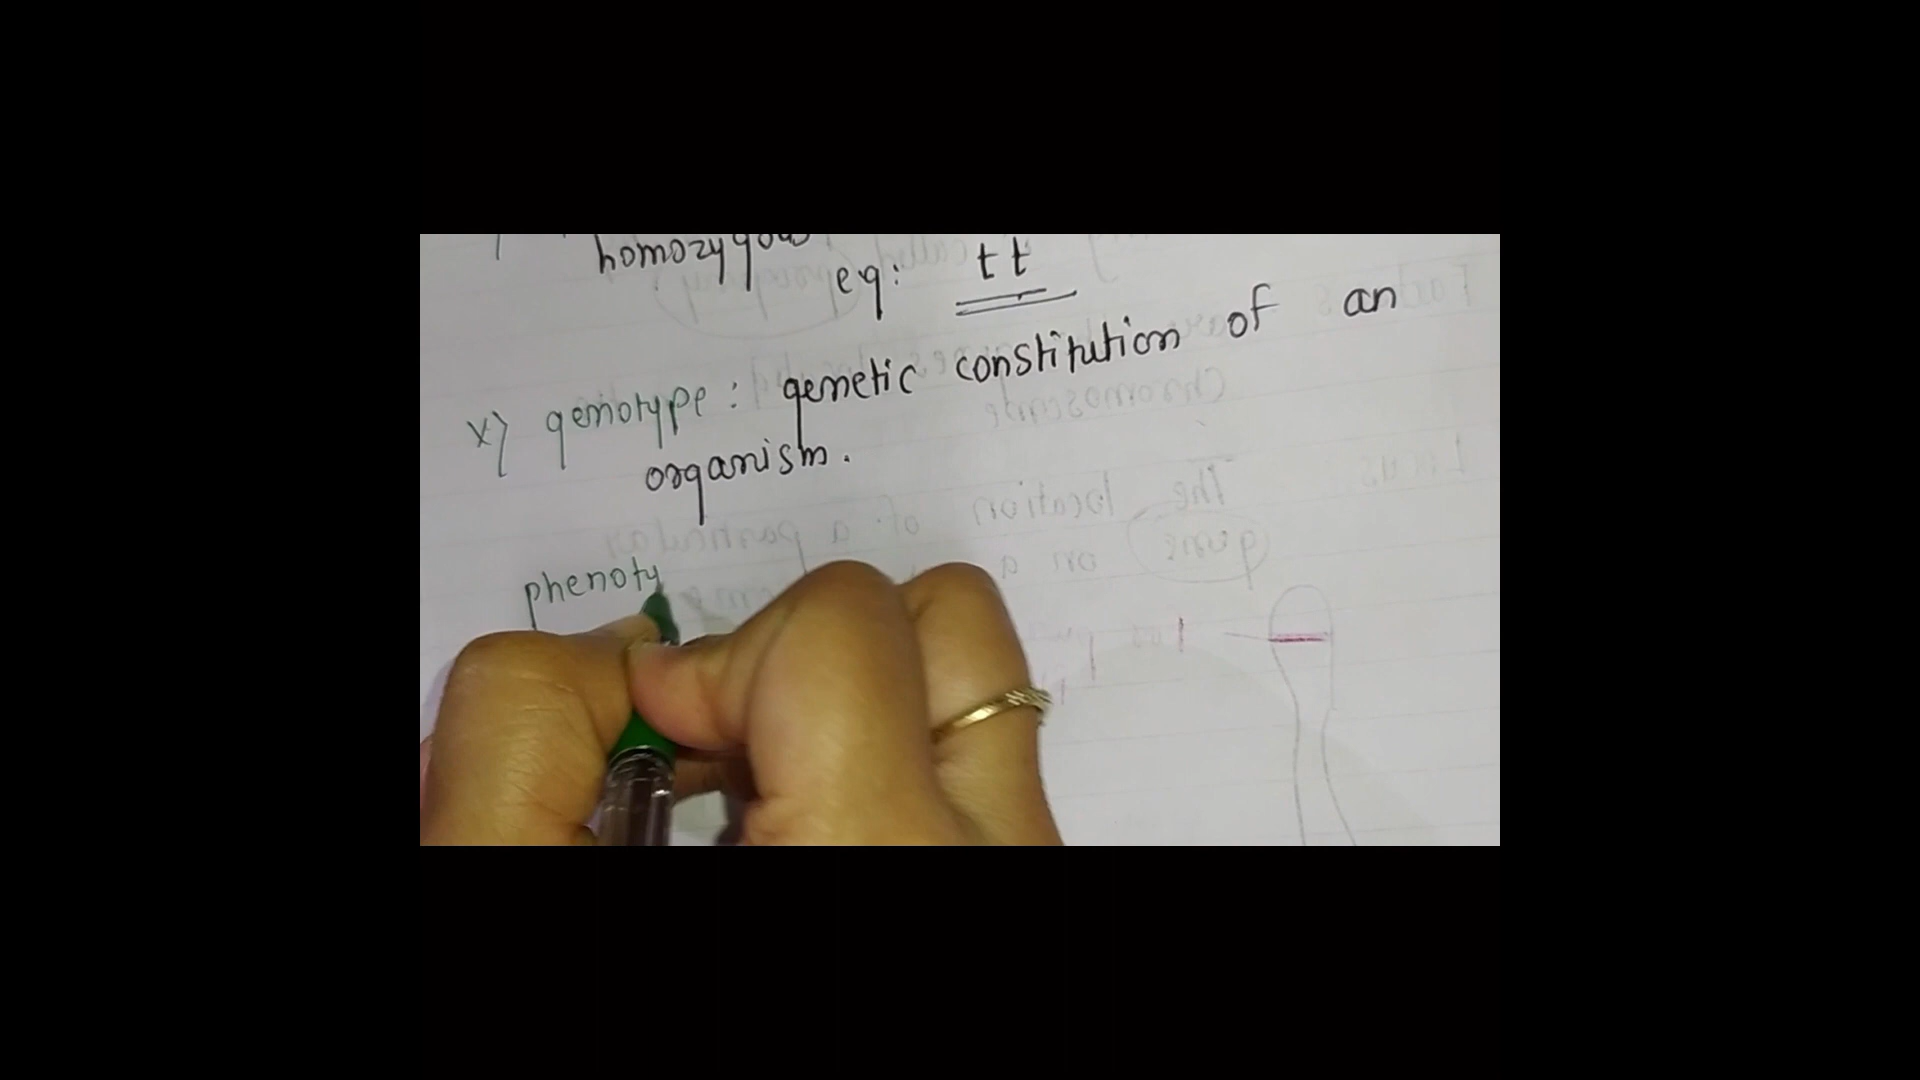 homozygous
eg: tt
x) genotype: genetic constitution of an
organism.
phenoty